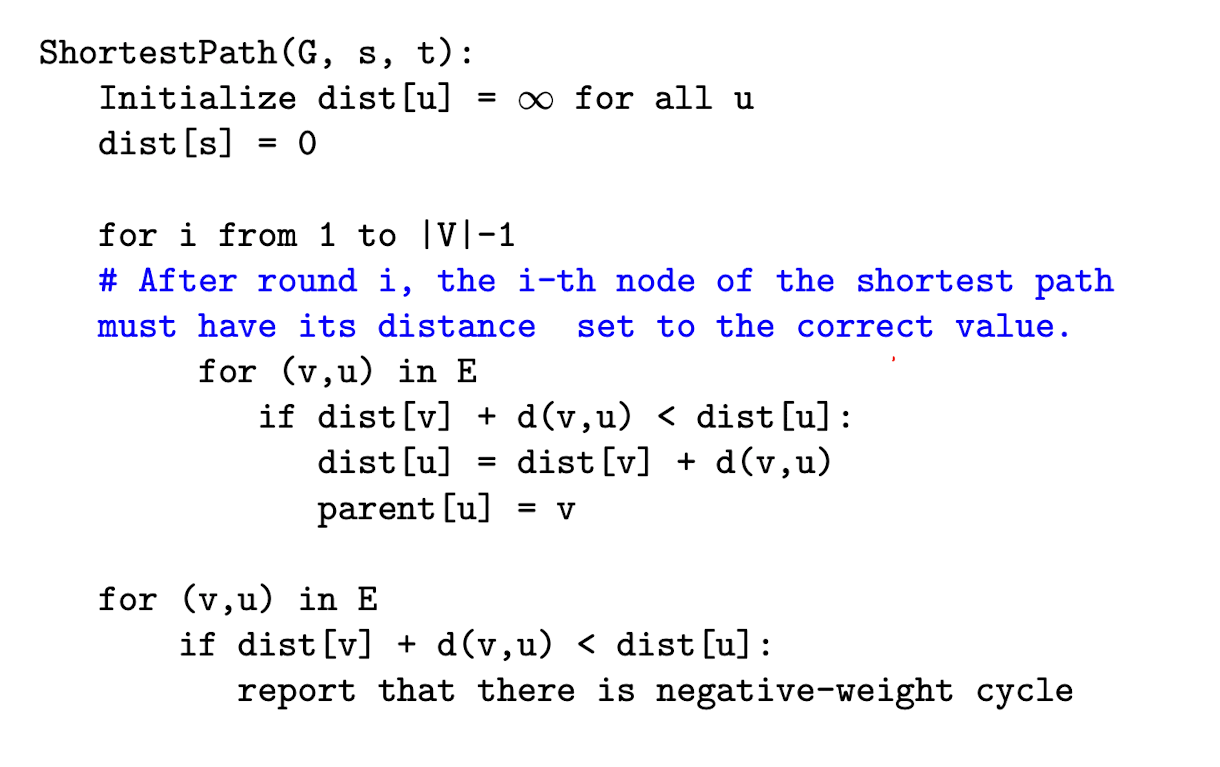 ShortestPath(G, s, t):
Initialize dist[u] = ∞ for all u
dist[s] = 0
for i from 1 to |V|-1
# After round i, the i-th node of the shortest path
must have its distance set to the correct value.
for (v,u) in E
if dist[v] + d(v,u) < dist[u]:
dist[u] = dist[v] + d(v,u)
parent[u] = v
for (v,u) in E
if dist[v] + d(v,u) < dist[u]:
report that there is negative-weight cycle